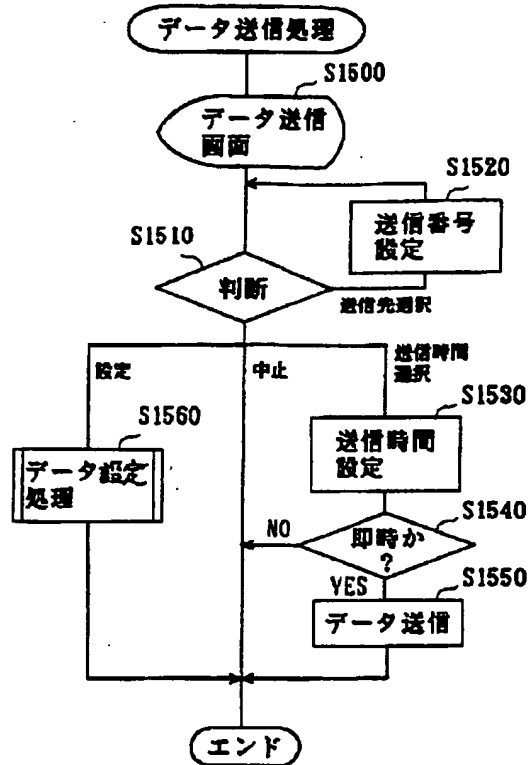 データ送信処理
S1500
データ送信
画面
S1520
送信番号
設定
S1510
判断
送信先選択
設定
中止
送信時間
選択
S1560
データ設定
処理
S1530
送信時間
設定
S1540
即時か
?
NO
YES
S1550
データ送信
エンド